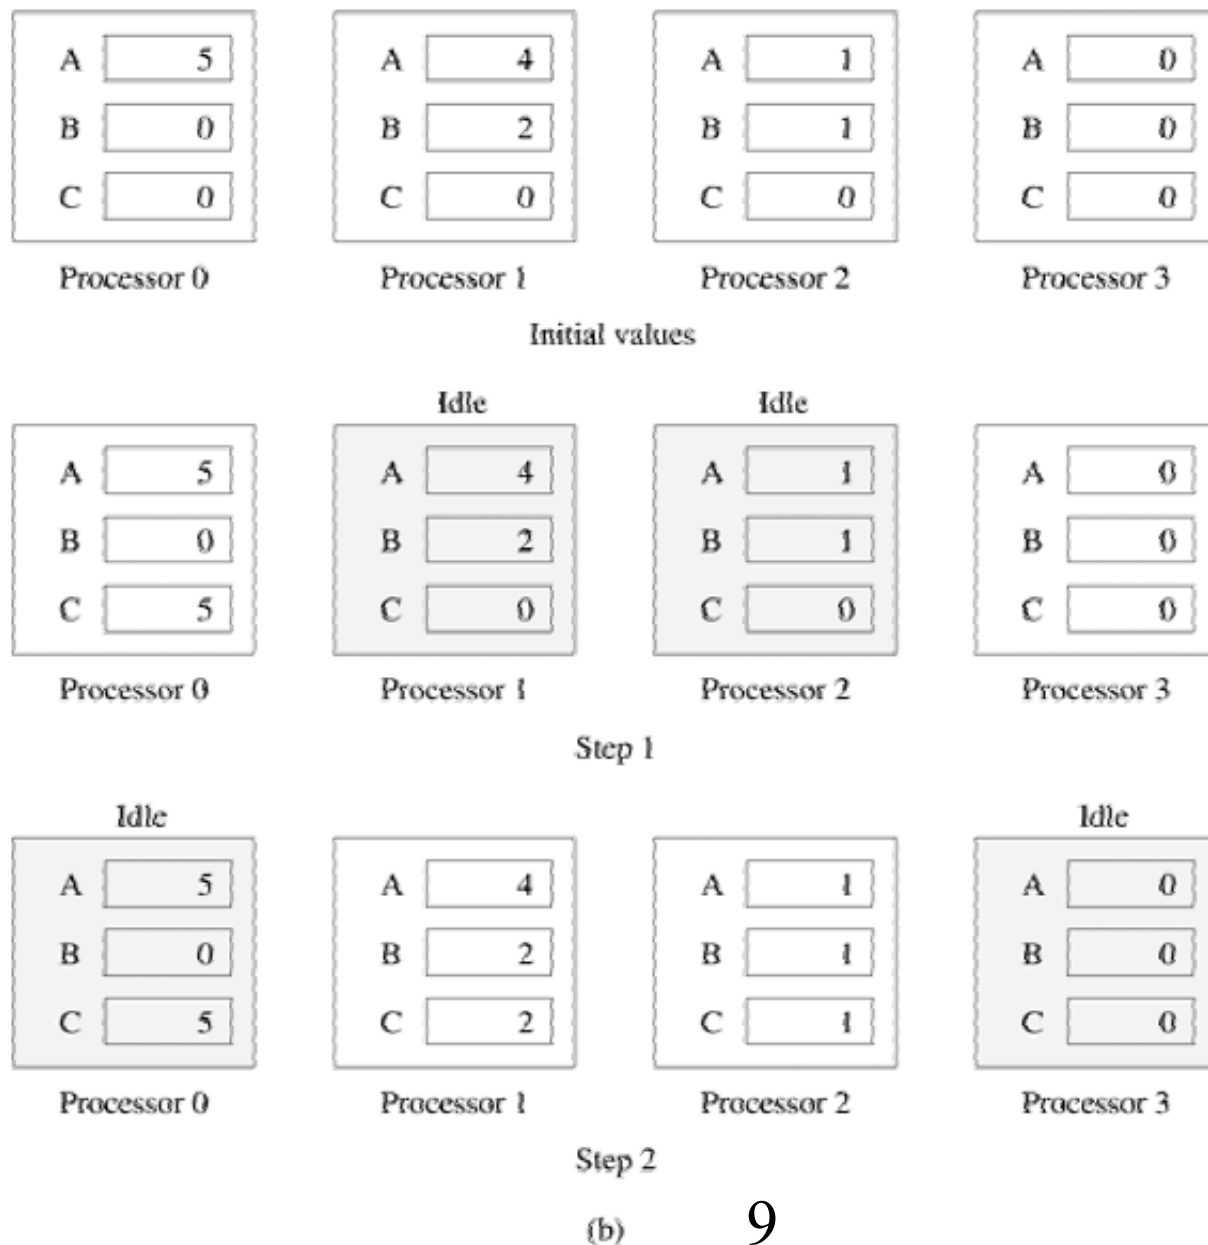 A 5 A 4 A 1 A 0
B 0 B 2 B 1 B 0
C 0 C 0 C 0 C 0
Processor 0 Processor 1 Processor 2 Processor 3
Initial values
Idle Idle
A 5 A 4 A 1 A 0
B 0 B 2 B 1 B 0
C 5 C 0 C 0 C 0
Processor 0 Processor 1 Processor 2 Processor 3
Step 1
Idle Idle
A 5 A 4 A 1 A 0
B 0 B 2 B 1 B 0
C 5 C 2 C 1 C 0
Processor 0 Processor 1 Processor 2 Processor 3
Step 2
(b) 9